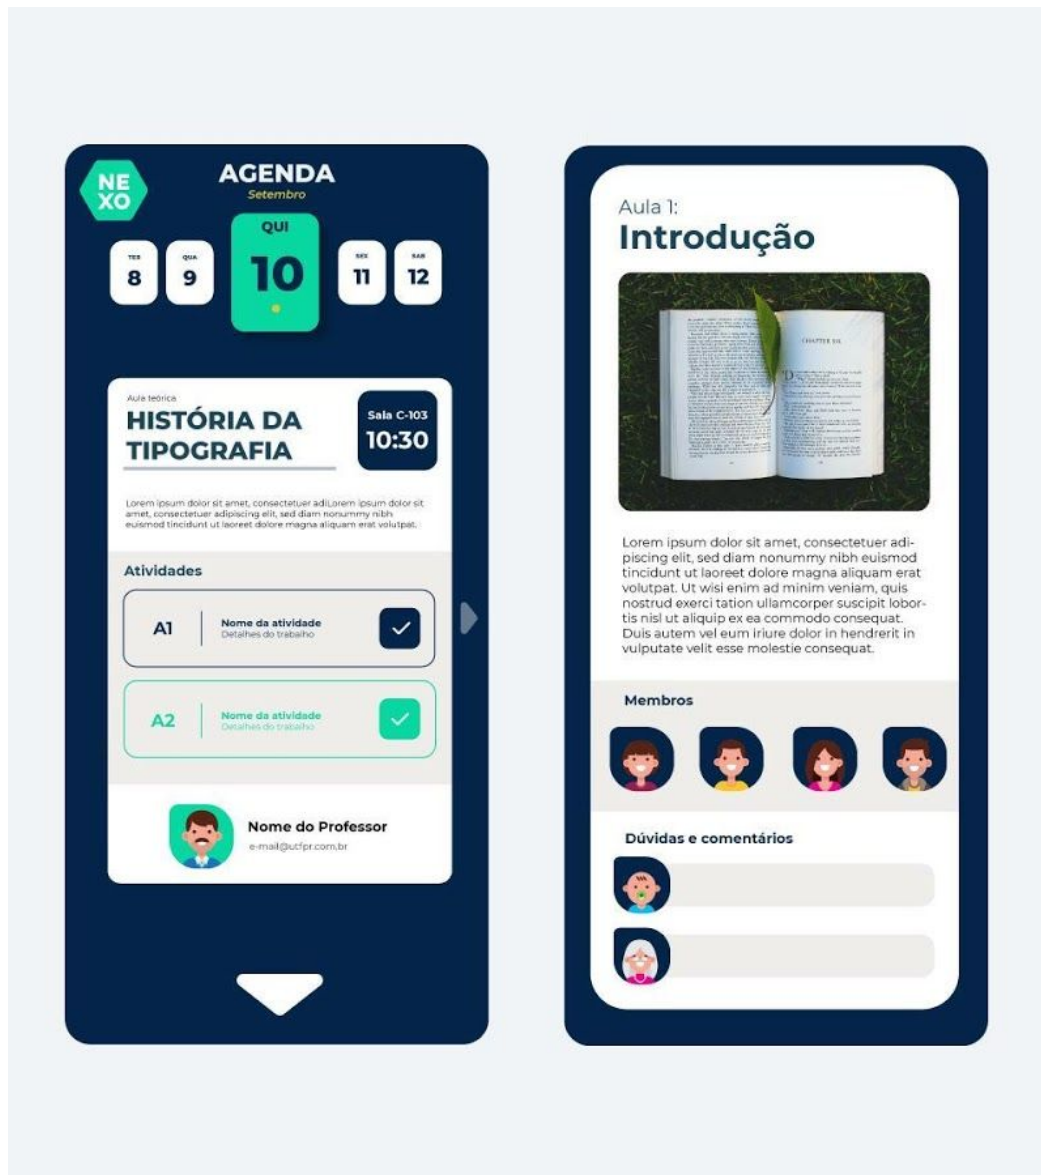 NE
XO
AGENDA
Setembro
TER
8
QUA
9
QUI
10
SEX
11
SAB
12
Aula teórica
HISTÓRIA DA
TIPOGRAFIA
Sala C-103
10:30
Lorem ipsum dolor sit amet, consectetuer adiLorem ipsum dolor sit
amet, consectetuer adipiscing elit, sed diam nonummy nibh
euismod tincidunt ut laoreet dolore magna aliquam erat volutpat.
Atividades
A1
Nome da atividade
Detalhes do trabalho
A2
Nome da atividade
Detalhes do trabalho
Nome do Professor
e-mail@utfpr.com.br
Aula 1:
Introdução
Lorem ipsum dolor sit amet, consectetuer adi-
piscing elit, sed diam nonummy nibh euismod
tincidunt ut laoreet dolore magna aliquam erat
volutpat. Ut wisi enim ad minim veniam, quis
nostrud exerci tation ullamcorper suscipit lobor-
tis nisl ut aliquip ex ea commodo consequat.
Duis autem vel eum iriure dolor in hendrerit in
vulputate velit esse molestie consequat.
Membros
Dúvidas e comentários